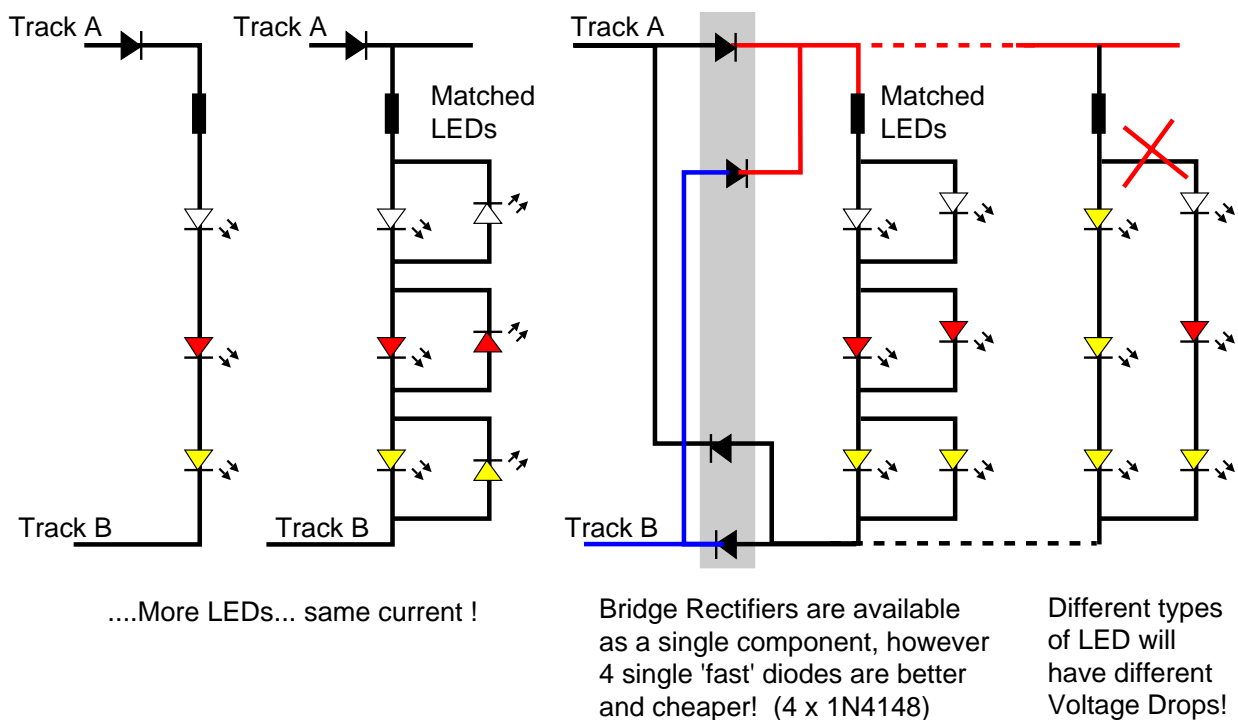 Track A
Track A
Track A
Matched
LEDs
Matched
LEDs
Track B
Track B
Track B
....More LEDs... same current !
Bridge Rectifiers are available
as a single component, however
4 single 'fast' diodes are better
and cheaper!  (4 x 1N4148)
Different types
of LED will
have different
Voltage Drops!